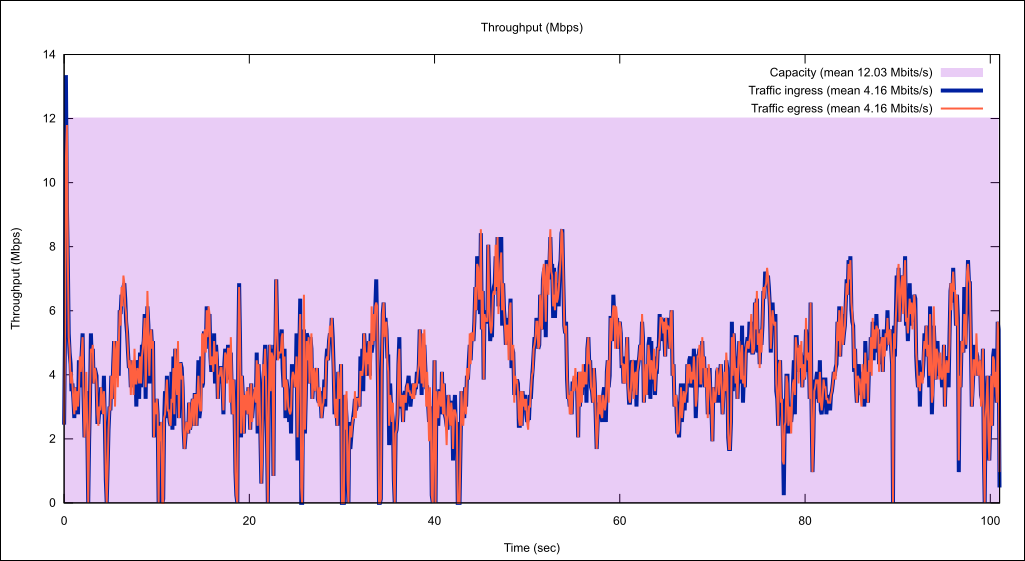 Throughput (Mbps)
Capacity (mean 12.03 Mbits/s)
Traffic ingress (mean 4.16 Mbits/s)
Traffic egress (mean 4.16 Mbits/s)
Throughput (Mbps)
14
12
10
8
6
4
2
0
0 20 40 60 80 100
Time (sec)